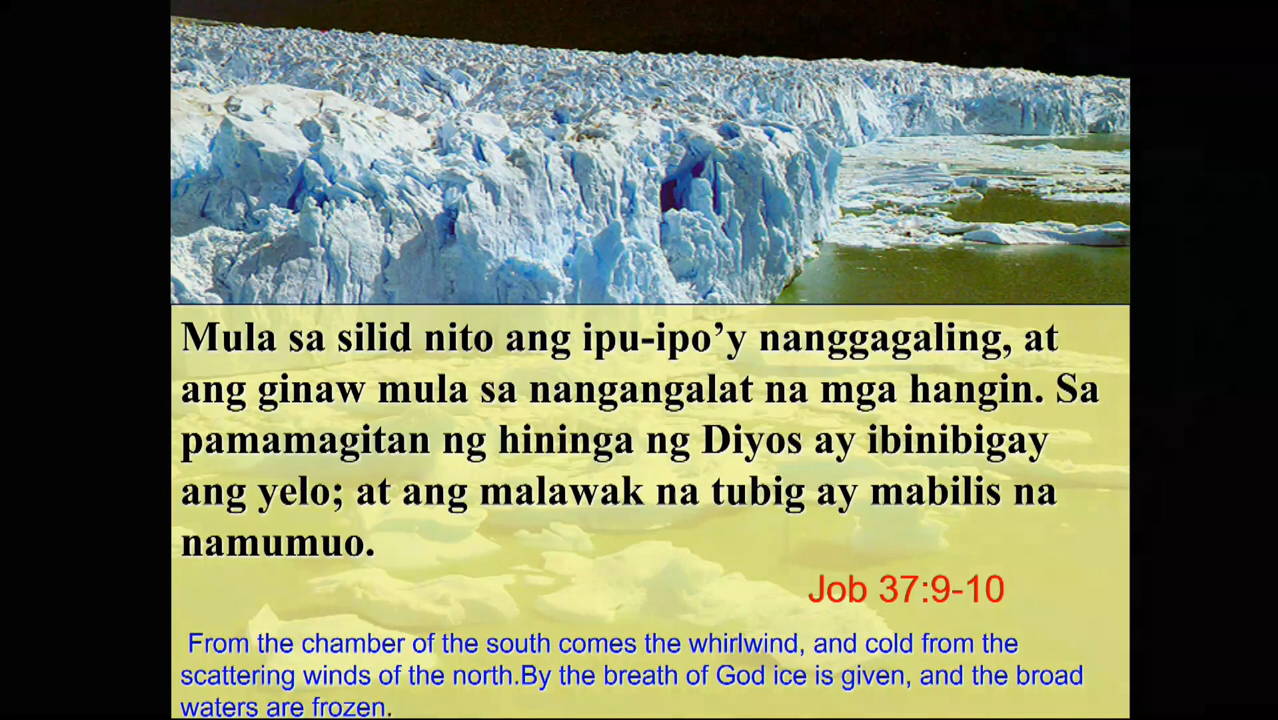 Mula sa silid nito ang ipu-ipo’y nanggagaling, at
ang ginaw mula sa nangangalat na mga hangin. Sa
pamamagitan ng hininga ng Diyos ay ibinibigay
ang yelo; at ang malawak na tubig ay mabilis na
namumuo.
Job 37:9-10
From the chamber of the south comes the whirlwind, and cold from the
scattering winds of the north.By the breath of God ice is given, and the broad
waters are frozen.